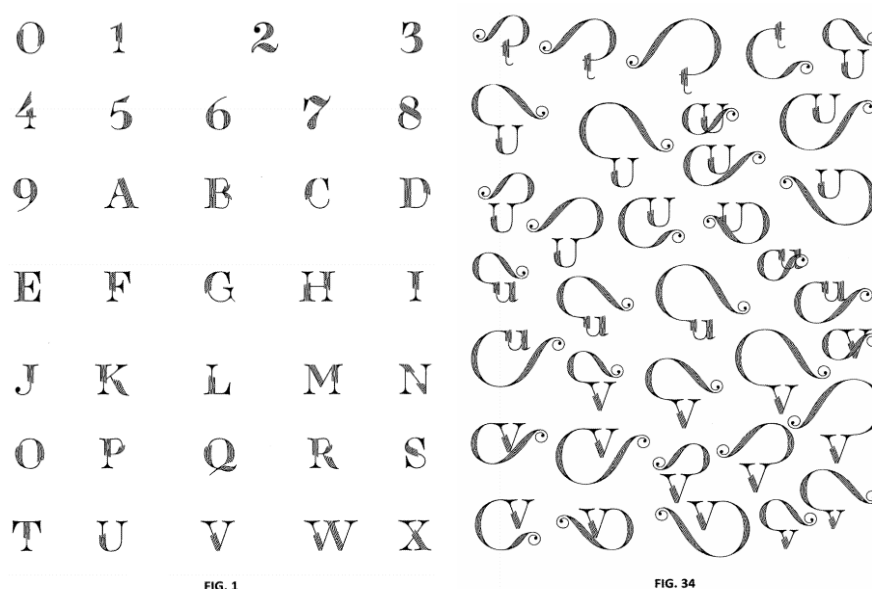 0 1 2 3
4 5 6 7 8
9 A B C D
E F G H I
J K L M N
O P Q R S
T U V W X
FIG. 1
t t t t U
U U U U
U
U U U U U
u u u u u
u V V V V
V V V V V
V V V V V
FIG. 34